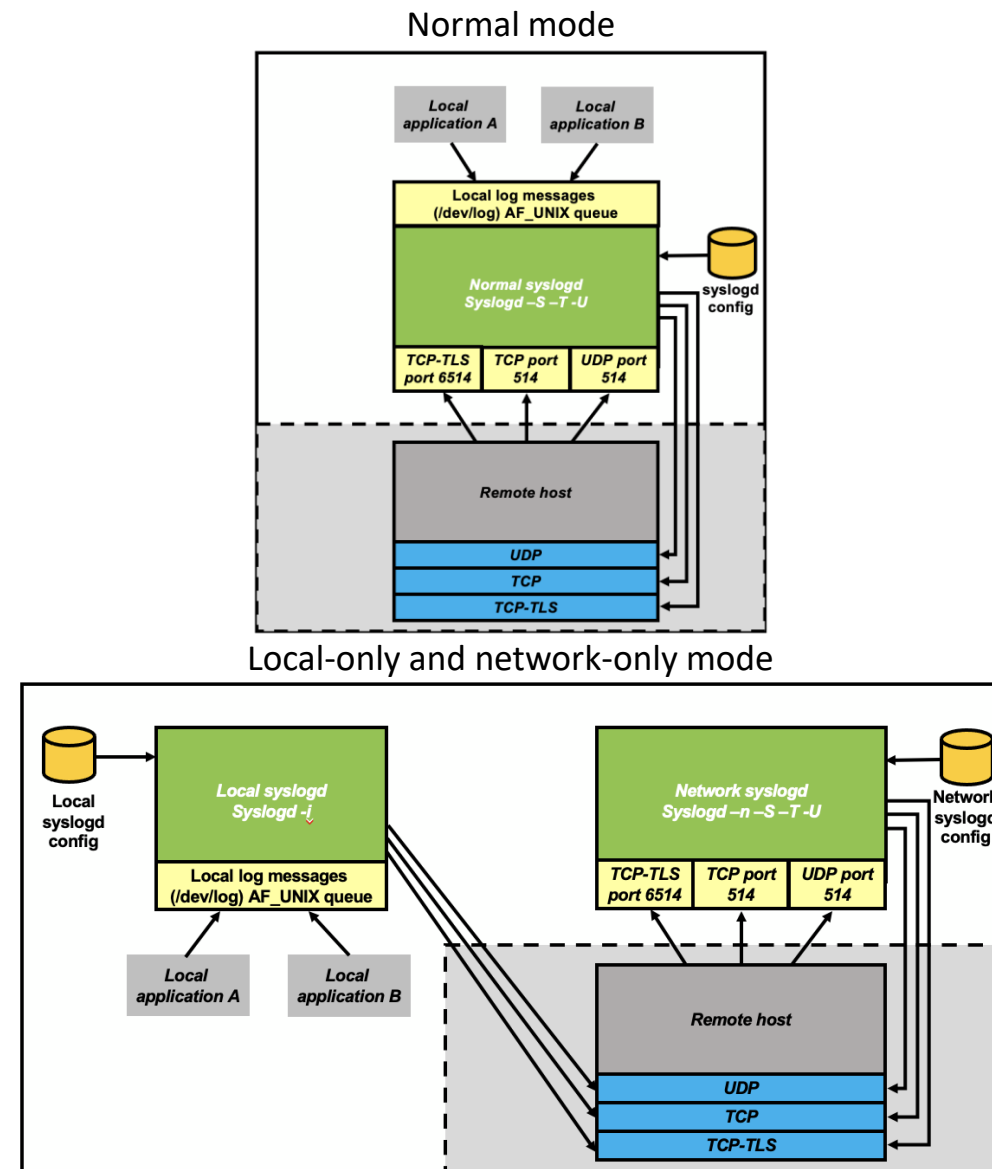 Normal mode
Local
application A
Local
application B
Local log messages
(/dev/log) AF_UNIX queue
Normal syslogd
Syslogd –S –T -U
syslogd
config
TCP-TLS
port 6514
TCP port
514
UDP port
514
Remote host
UDP
TCP
TCP-TLS
Local-only and network-only mode
Local
syslogd
config
Local syslogd
Syslogd -i
Local log messages
(/dev/log) AF_UNIX queue
Local
application A
Local
application B
Network syslogd
Syslogd –n –S –T -U
Network
syslogd
config
TCP-TLS
port 6514
TCP port
514
UDP port
514
Remote host
UDP
TCP
TCP-TLS